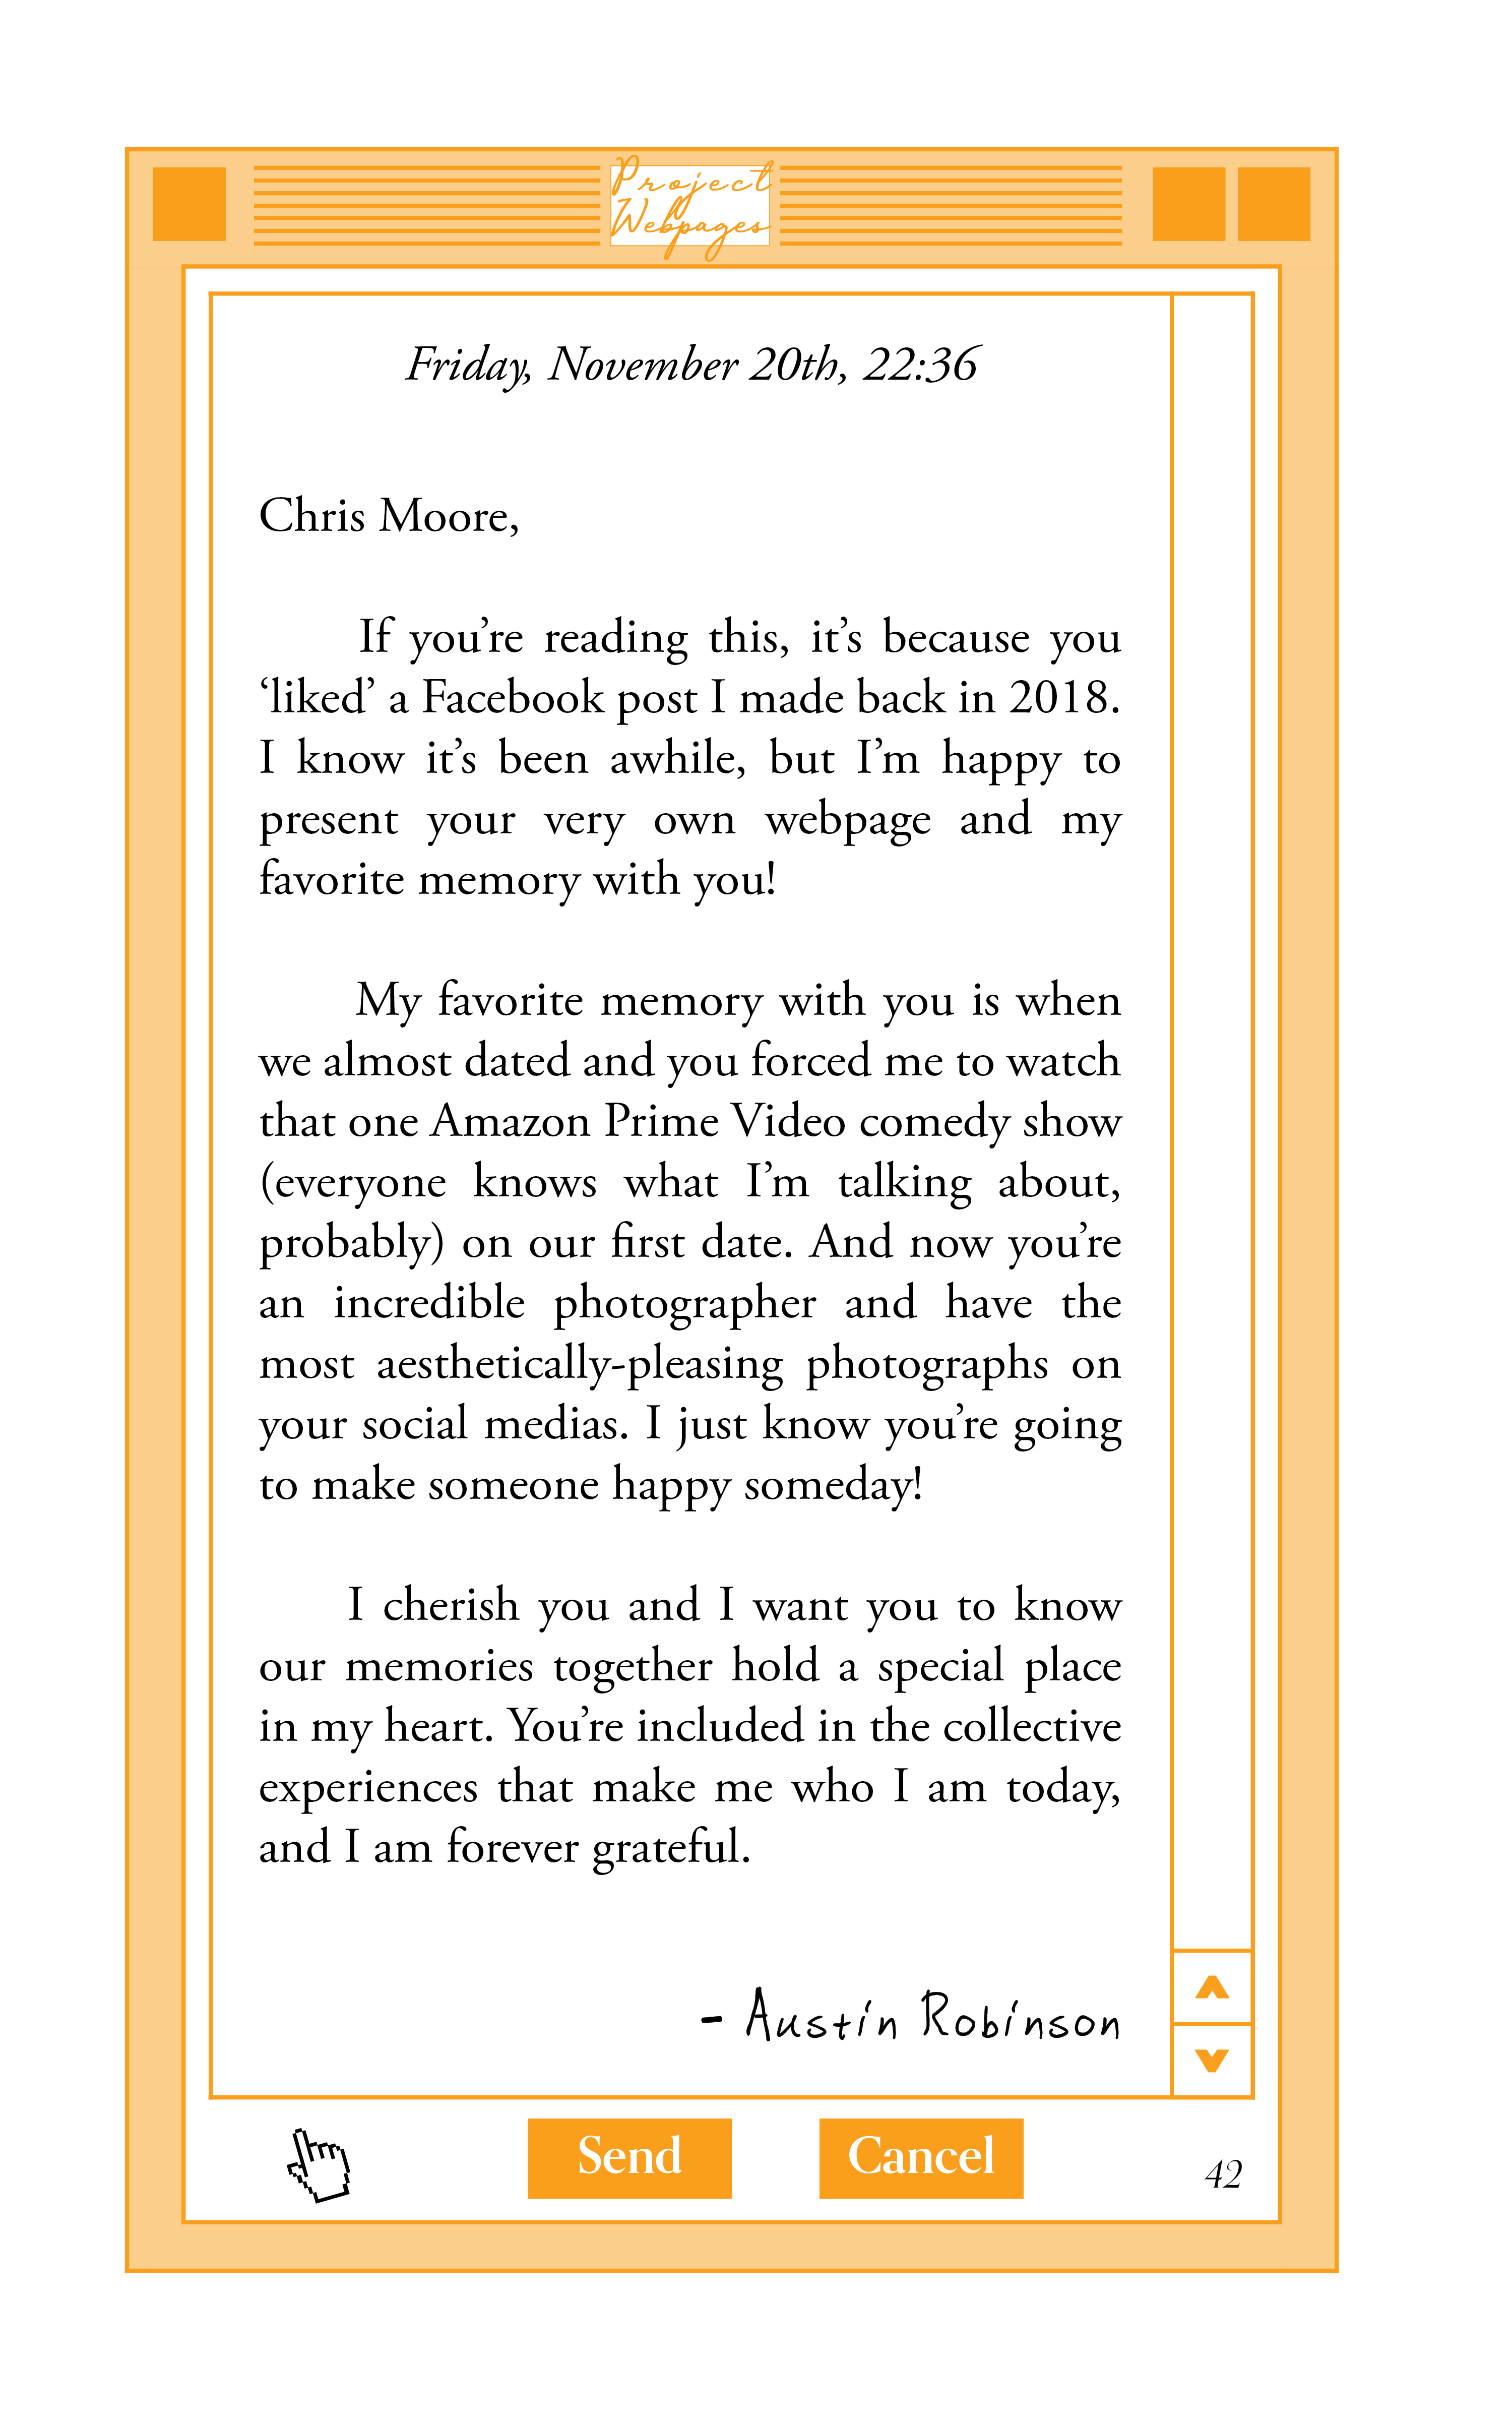 Project
Webpages
Friday, November 20th, 22:36
Chris Moore,
If you’re reading this, it’s because you
‘liked’ a Facebook post I made back in 2018.
I know it’s been awhile, but I’m happy to
present your very own webpage and my
favorite memory with you!
My favorite memory with you is when
we almost dated and you forced me to watch
that one Amazon Prime Video comedy show
(everyone knows what I’m talking about,
probably) on our first date. And now you’re
an incredible photographer and have the
most aesthetically-pleasing photographs on
your social medias. I just know you’re going
to make someone happy someday!
I cherish you and I want you to know
our memories together hold a special place
in my heart. You’re included in the collective
experiences that make me who I am today,
and I am forever grateful.
- Austin Robinson
Send
Cancel
42